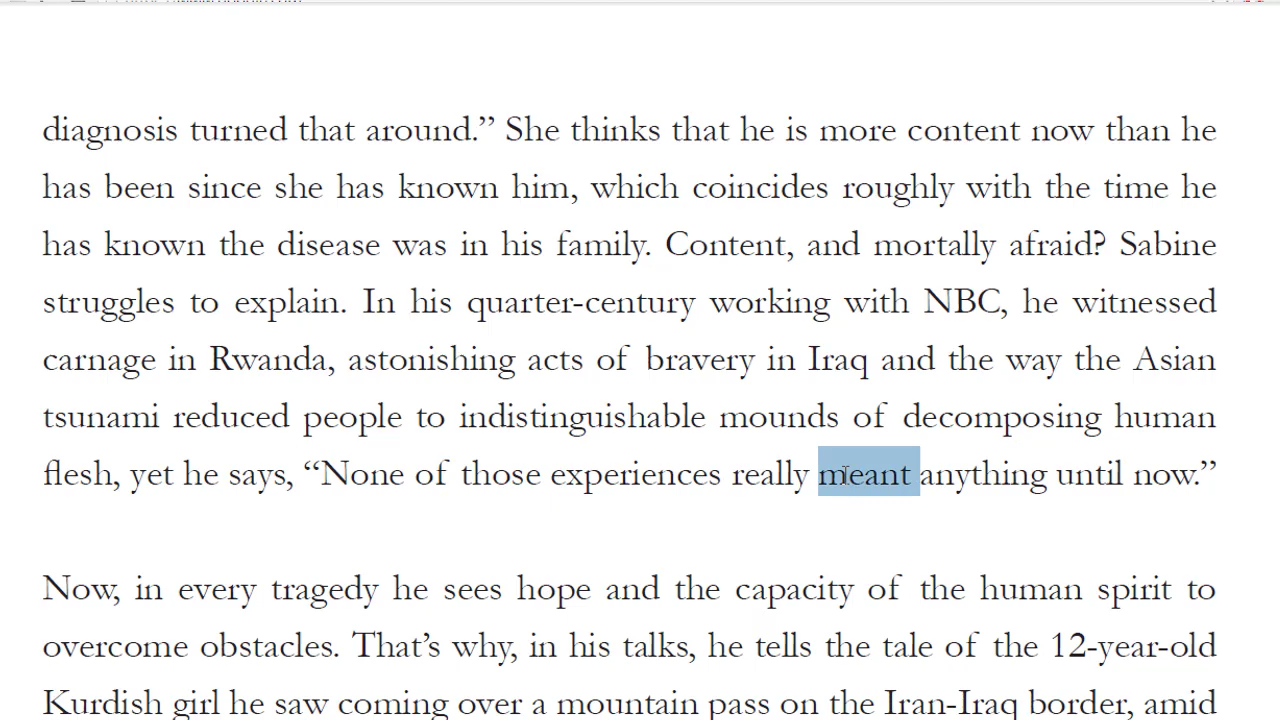 diagnosis turned that around.” She thinks that he is more content now than he
has been since she has known him, which coincides roughly with the time he
has known the disease was in his family. Content, and mortally afraid? Sabine
struggles to explain. In his quarter-century working with NBC, he witnessed
carnage in Rwanda, astonishing acts of bravery in Iraq and the way the Asian
tsunami reduced people to indistinguishable mounds of decomposing human
flesh, yet he says, “None of those experiences really meant anything until now.”
Now, in every tragedy he sees hope and the capacity of the human spirit to
overcome obstacles. That’s why, in his talks, he tells the tale of the 12-year-old
Kurdish girl he saw coming over a mountain pass on the Iran-Iraq border, amid